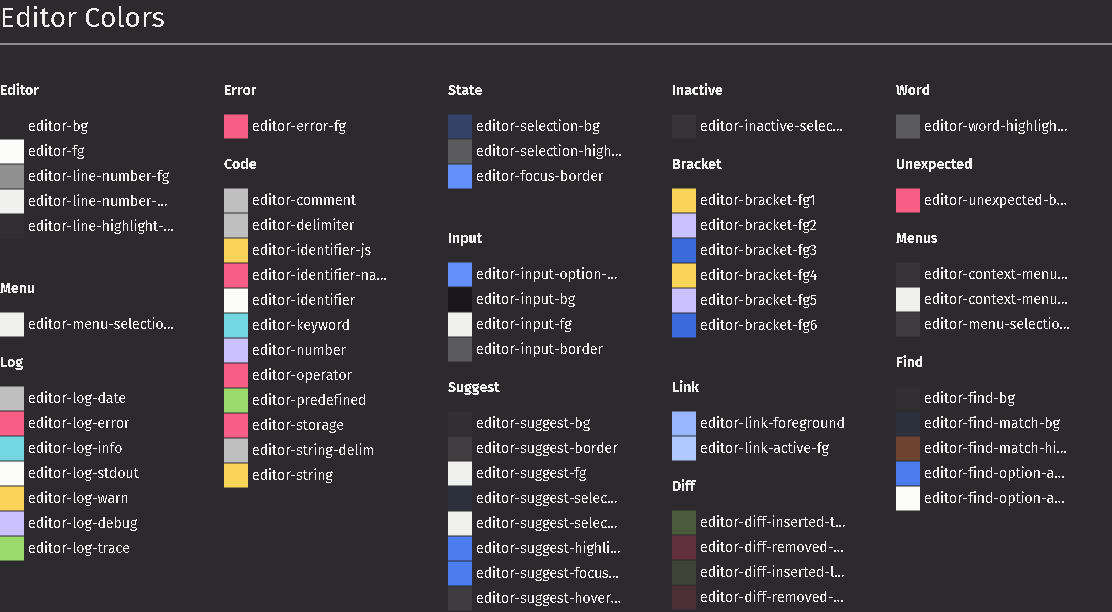 Editor Colors
Editor
editor-bg
editor-fg
editor-line-number-fg
editor-line-number-...
editor-line-highlight-...
Menu
editor-menu-selectio...
Log
editor-log-date
editor-log-error
editor-log-info
editor-log-stdout
editor-log-warn
editor-log-debug
editor-log-trace
Error
editor-error-fg
Code
editor-comment
editor-delimiter
editor-identifier-js
editor-identifier-na...
editor-identifier
editor-keyword
editor-number
editor-operator
editor-predefined
editor-storage
editor-string-delim
editor-string
State
editor-selection-bg
editor-selection-high...
editor-focus-border
Input
editor-input-option-...
editor-input-bg
editor-input-fg
editor-input-border
Suggest
editor-suggest-bg
editor-suggest-border
editor-suggest-fg
editor-suggest-selec...
editor-suggest-selec...
editor-suggest-highli...
editor-suggest-focus...
editor-suggest-hover...
Inactive
editor-inactive-selec...
Bracket
editor-bracket-fg1
editor-bracket-fg2
editor-bracket-fg3
editor-bracket-fg4
editor-bracket-fg5
editor-bracket-fg6
Link
editor-link-foreground
editor-link-active-fg
Diff
editor-diff-inserted-t...
editor-diff-removed-...
editor-diff-inserted-l...
editor-diff-removed-...
Word
editor-word-highligh...
Unexpected
editor-unexpected-b...
Menus
editor-context-menu...
editor-context-menu...
editor-menu-selectio...
Find
editor-find-bg
editor-find-match-bg
editor-find-match-hi...
editor-find-option-a...
editor-find-option-a...